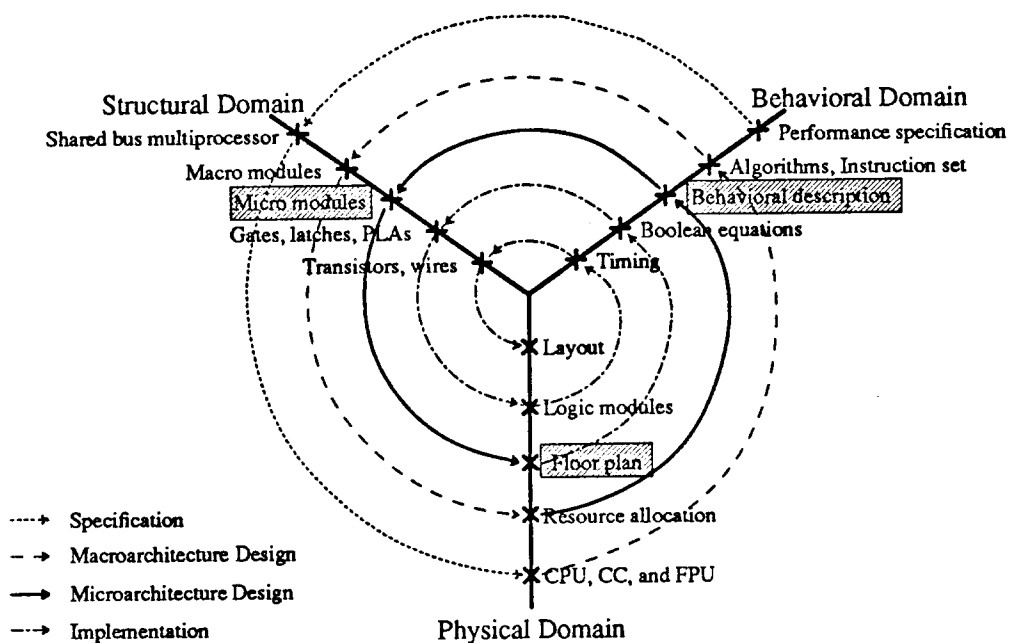 Structural Domain
Behavioral Domain
Shared bus multiprocessor
Performance specification
Macro modules
Algorithms, Instruction set
Micro modules
Behavioral description
Gates, latches, PLAs
Boolean equations
Transistors, wires
Timing
Layout
Logic modules
Floor plan
Resource allocation
CPU, CC, and FPU
Physical Domain
Specification
Macroarchitecture Design
Microarchitecture Design
Implementation